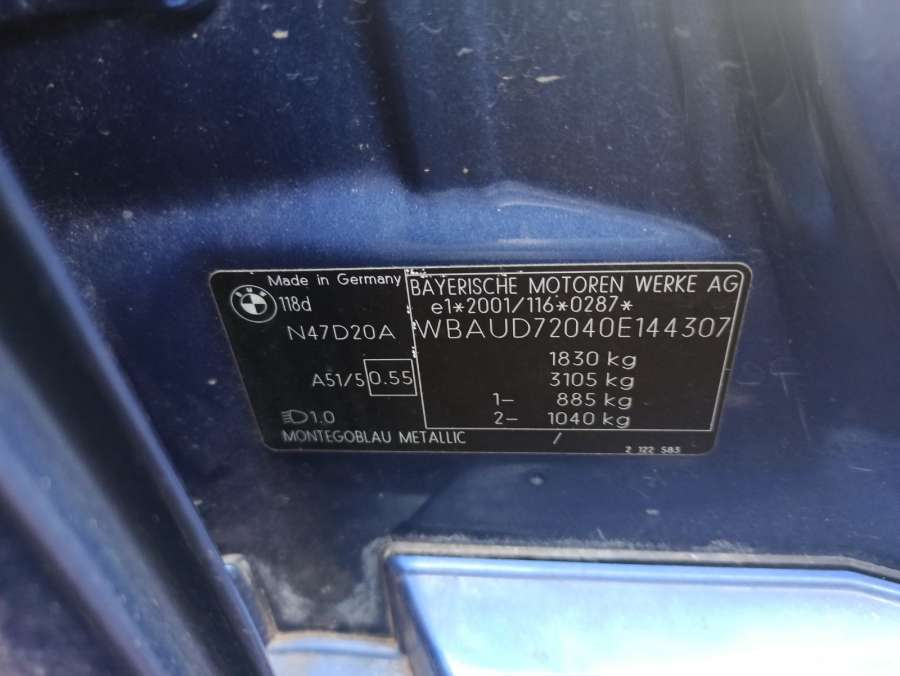 Made in Germany
BMW
118d
N47D20A
A51/5 0.55
1.0
MONTEGOBLAU METALLIC /
BAYERISCHE MOTOREN WERKE AG
e1*2001/116*0287*
WBAUD72040E144307
1830 kg
3105 kg
1- 885 kg
2- 1040 kg
2 122 583